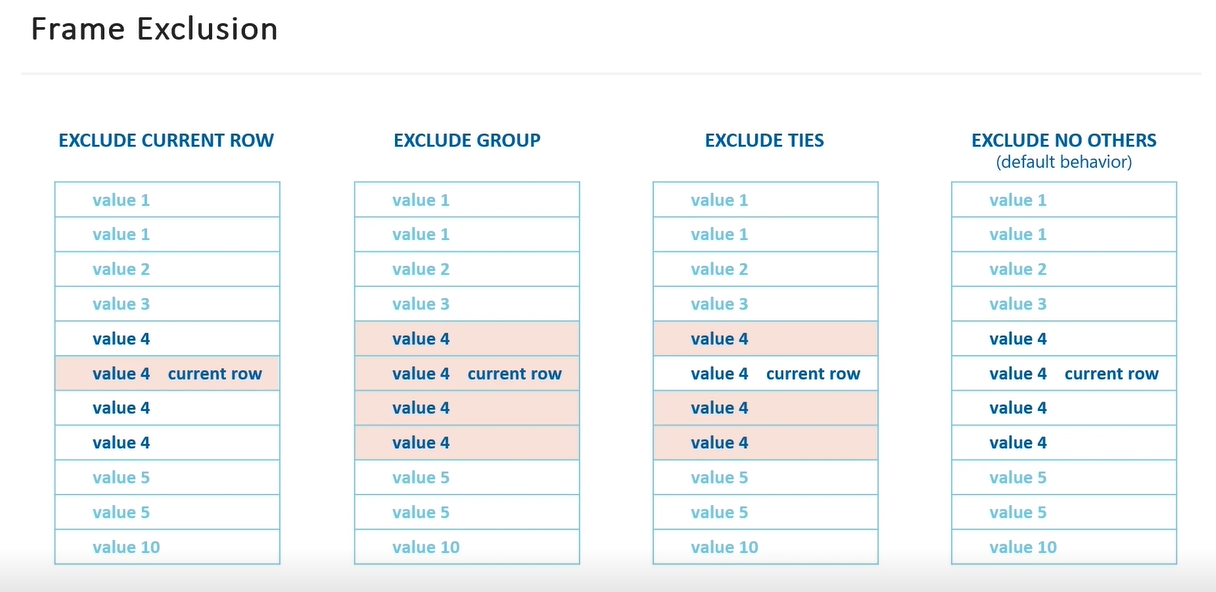 Frame Exclusion
EXCLUDE CURRENT ROW
value 1
value 1
value 2
value 3
value 4
value 4 current row
value 4
value 4
value 5
value 5
value 10
EXCLUDE GROUP
value 1
value 1
value 2
value 3
value 4
value 4 current row
value 4
value 4
value 5
value 5
value 10
EXCLUDE TIES
value 1
value 1
value 2
value 3
value 4
value 4 current row
value 4
value 4
value 5
value 5
value 10
EXCLUDE NO OTHERS
(default behavior)
value 1
value 1
value 2
value 3
value 4
value 4 current row
value 4
value 4
value 5
value 5
value 10